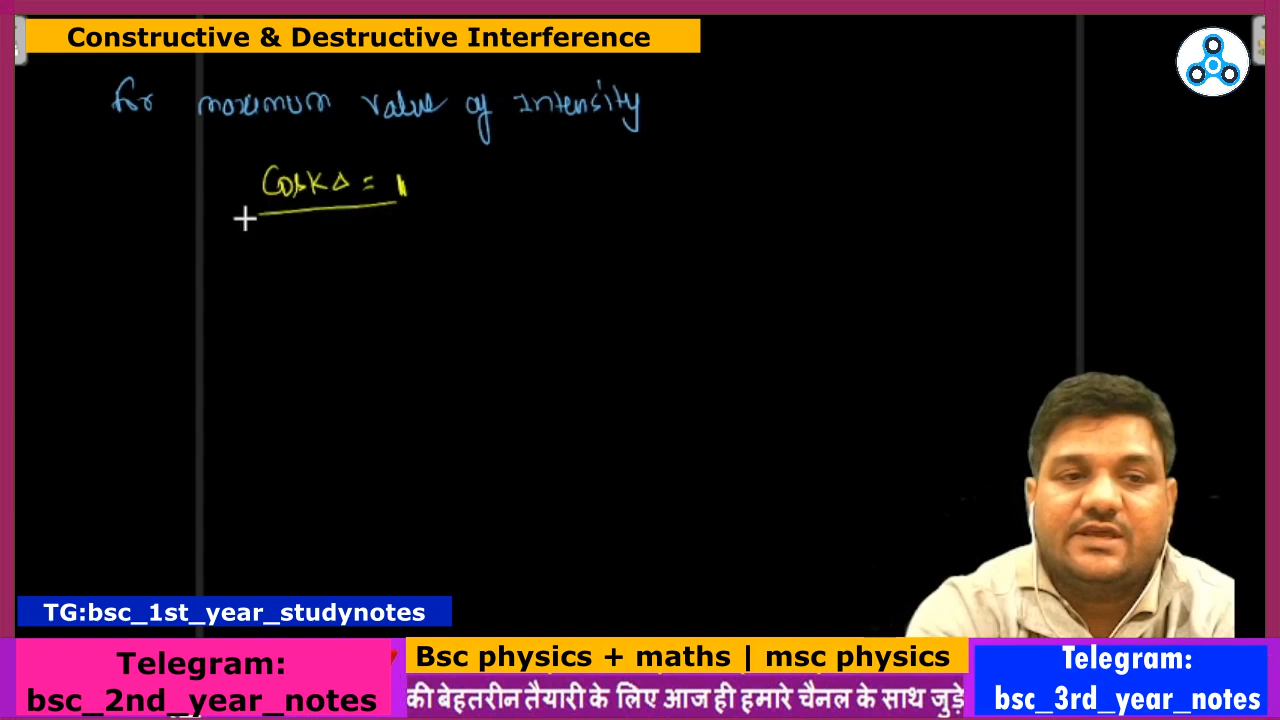 Constructive & Destructive Interference
for maximum value of Intensity
CosKΔ = 1
TG:bsc_1st_year_studynotes
Telegram:
bsc_2nd_year_notes
Bsc physics + maths | msc physics
की बेहतरीन तैयारी के लिए आज ही हमारे चैनल के साथ जुड़े
Telegram:
bsc_3rd_year_notes